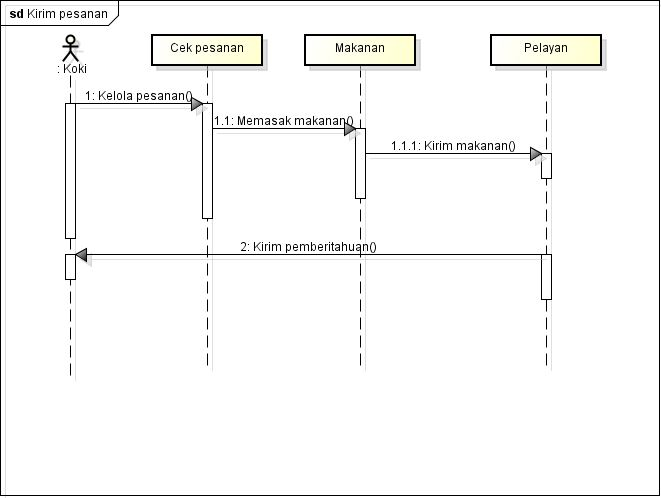 sd Kirim pesanan
: Koki
Cek pesanan
Makanan
Pelayan
1: Kelola pesanan()
1.1: Memasak makanan()
1.1.1: Kirim makanan()
2: Kirim pemberitahuan()